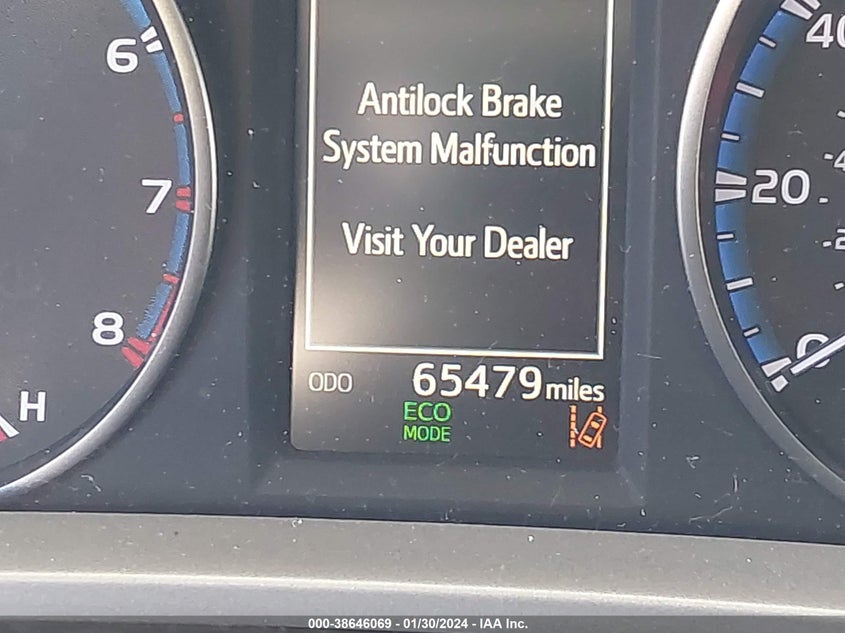 Antilock Brake
System Malfunction
Visit Your Dealer
ODO 65479 miles
ECO
MODE
6
7
8
H
40
20
0
000-38646069 - 01/30/2024 - IAA Inc.